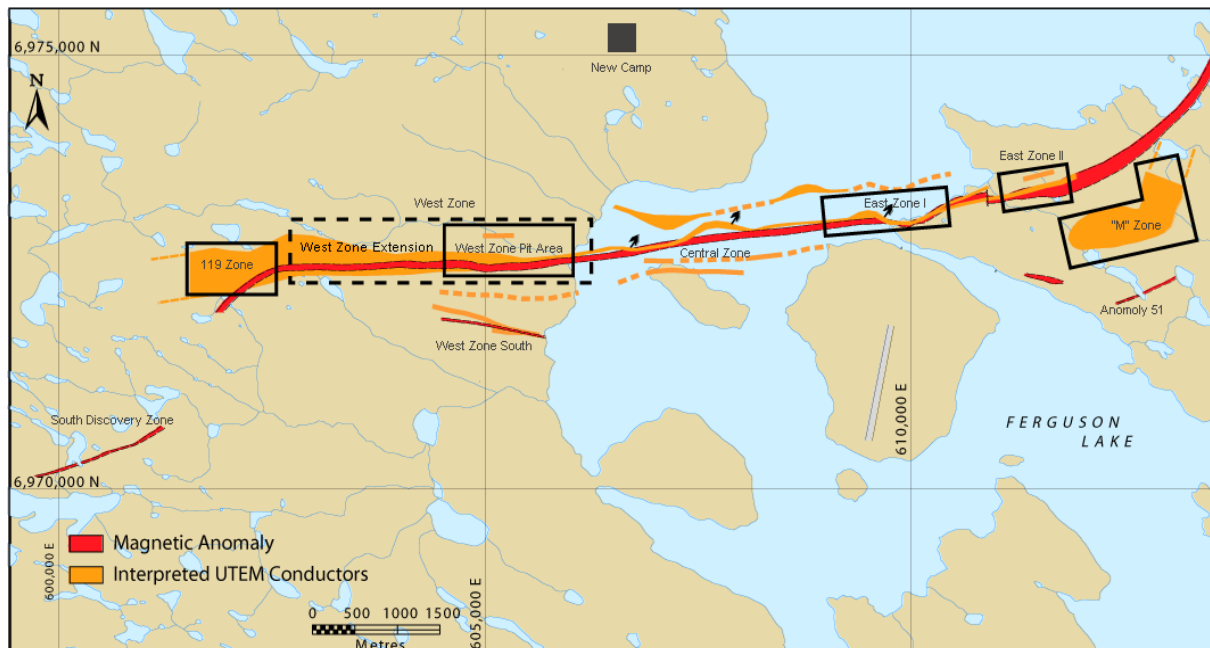 6,975,000 N
N
New Camp
East Zone II
West Zone
East Zone I
"M" Zone
West Zone Extension
West Zone Pit Area
119 Zone
Central Zone
Anomoly 51
West Zone South
610,000 E
South Discovery Zone
FERGUSON
LAKE
6,970,000 N
Magnetic Anomaly
Interpreted UTEM Conductors
600,000 E
605,000 E
0 500 1000 1500
Metres